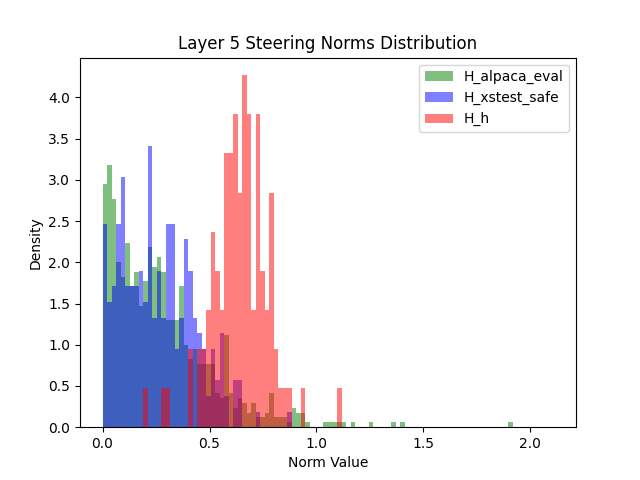 Layer 5 Steering Norms Distribution
H_alpaca_eval
H_xstest_safe
H_h
4.0
3.5
3.0
2.5
2.0
1.5
1.0
0.5
0.0
Density
0.0 0.5 1.0 1.5 2.0
Norm Value